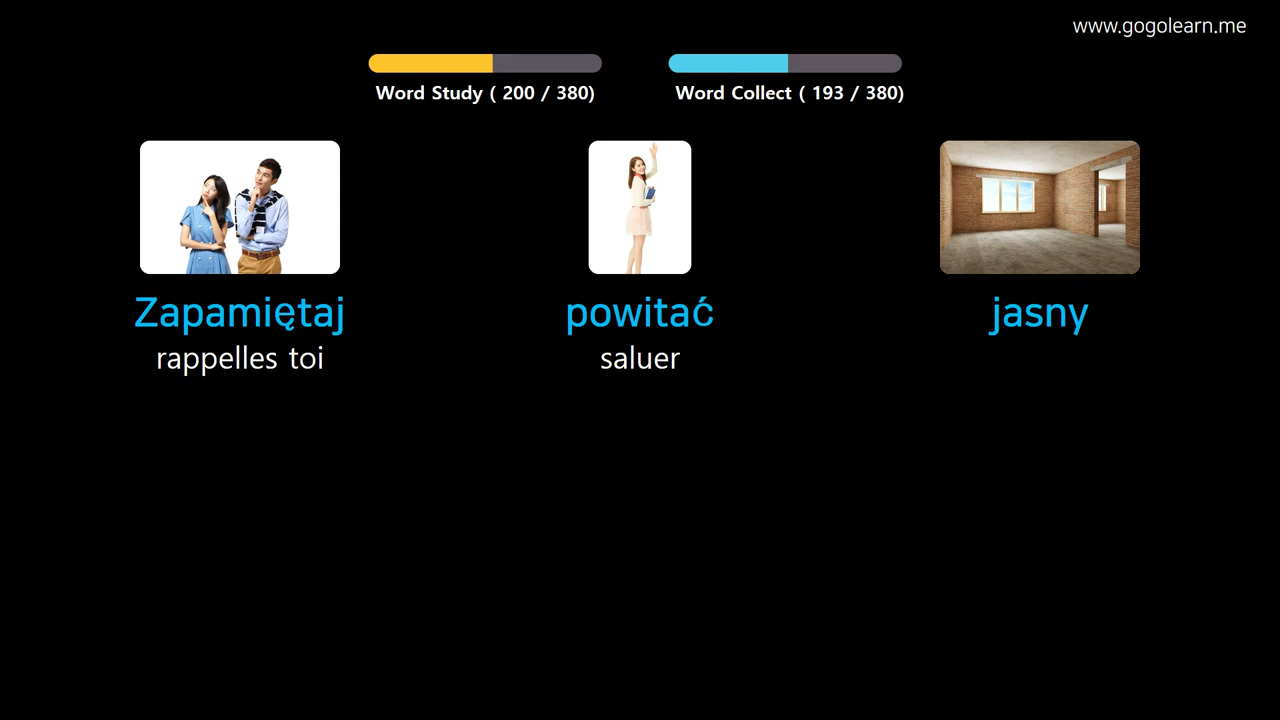 www.gogolearn.me
Word Study ( 200 / 380)
Word Collect ( 193 / 380)
Zapamiętaj
rappelles toi
powitać
saluer
jasny